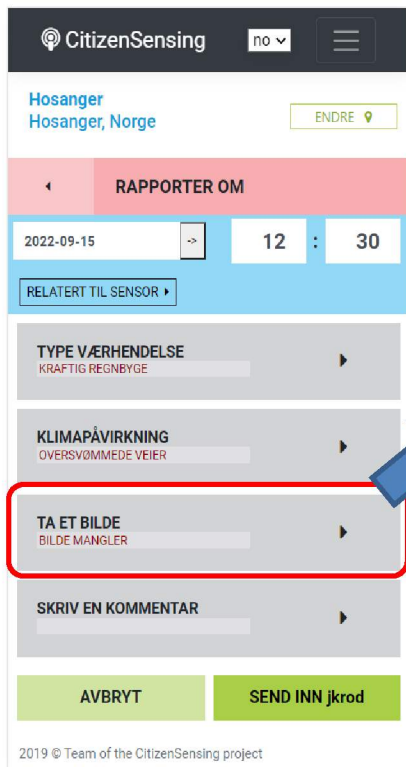 CitizenSensing no
Hosanger
Hosanger, Norge ENDRE
RAPPORTER OM
2022-09-15 -> 12 : 30
RELATERT TIL SENSOR
TYPE VÆRHENDELSE
KRAFTIG REGNBYGE
KLIMAPÅVIRKNING
OVERSVØMMEDE VEIER
TA ET BILDE
BILDE MANGLER
SKRIV EN KOMMENTAR
AVBRYT SEND INN jkrod
2019 © Team of the CitizenSensing project